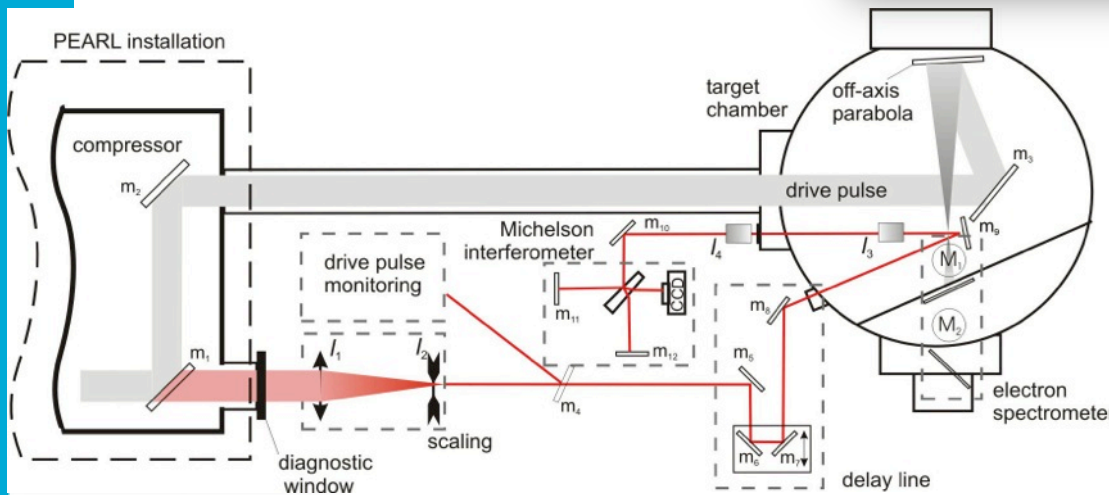 PEARL installation
compressor
m2
m1
diagnostic
window
l1
l2
scaling
drive pulse
monitoring
m4
Michelson
interferometer
m10
m11
m12
CCD
l4
l3
m5
m6
m7
m8
delay line
target
chamber
drive pulse
off-axis
parabola
m3
m9
M1
M2
electron
spectrometer